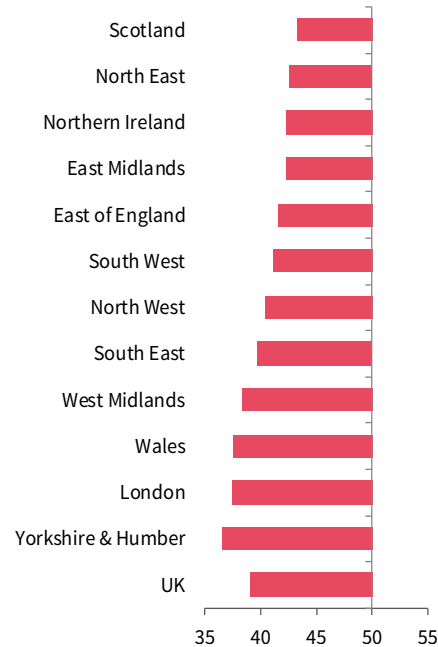 Scotland
North East
Northern Ireland
East Midlands
East of England
South West
North West
South East
West Midlands
Wales
London
Yorkshire & Humber
UK
35 40 45 50 55